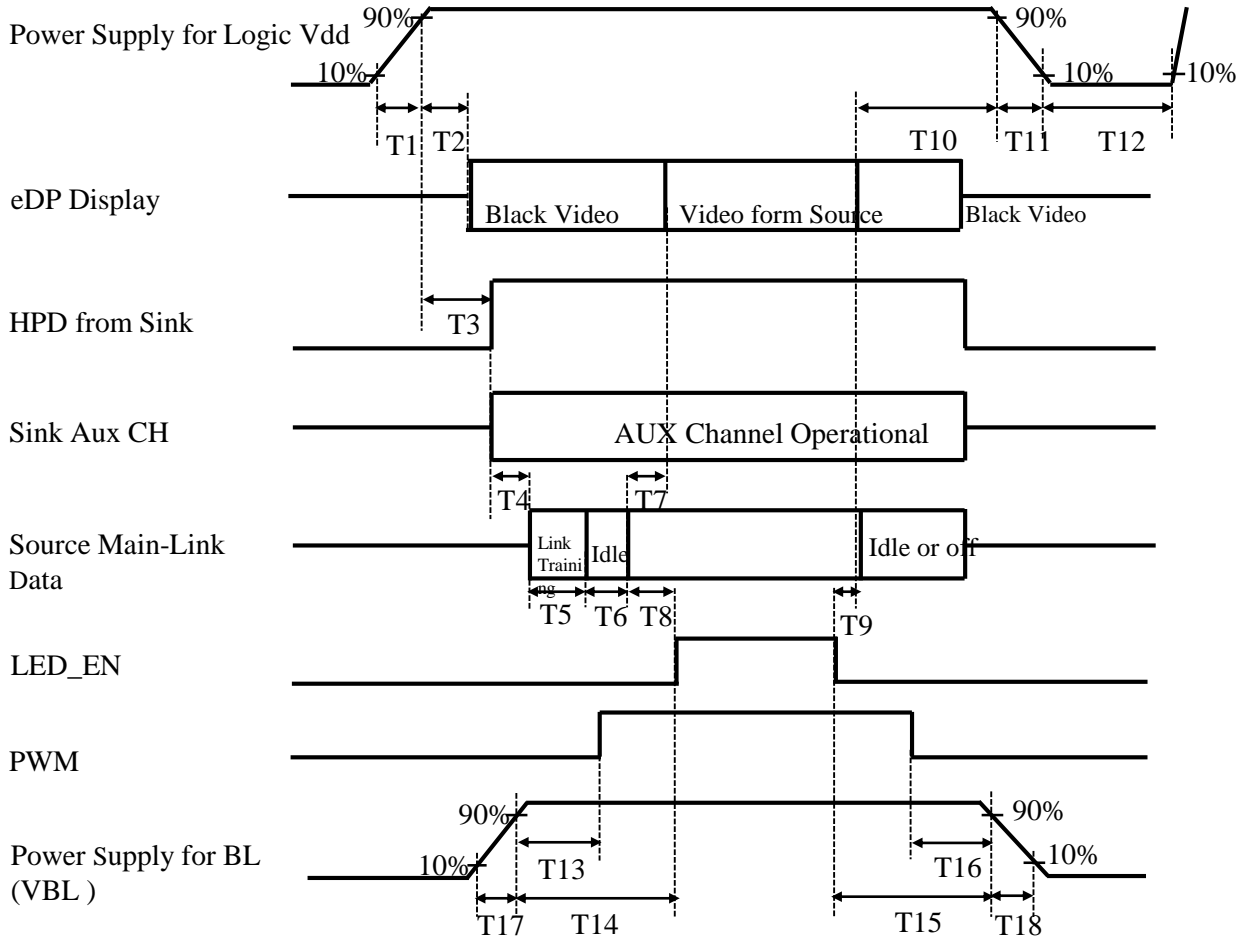 90%
90%
Power Supply for Logic Vdd
10%
10%
10%
T1
T2
T10
T11
T12
eDP Display
Black Video
Video form Source
Black Video
HPD from Sink
T3
Sink Aux CH
AUX Channel Operational
T4
T7
Source Main-Link
Data
Link
Traini
ng
Idle
Idle or off
T5
T6
T8
T9
LED_EN
PWM
90%
90%
Power Supply for BL
(VBL )
10%
10%
T13
T16
T17
T14
T15
T18